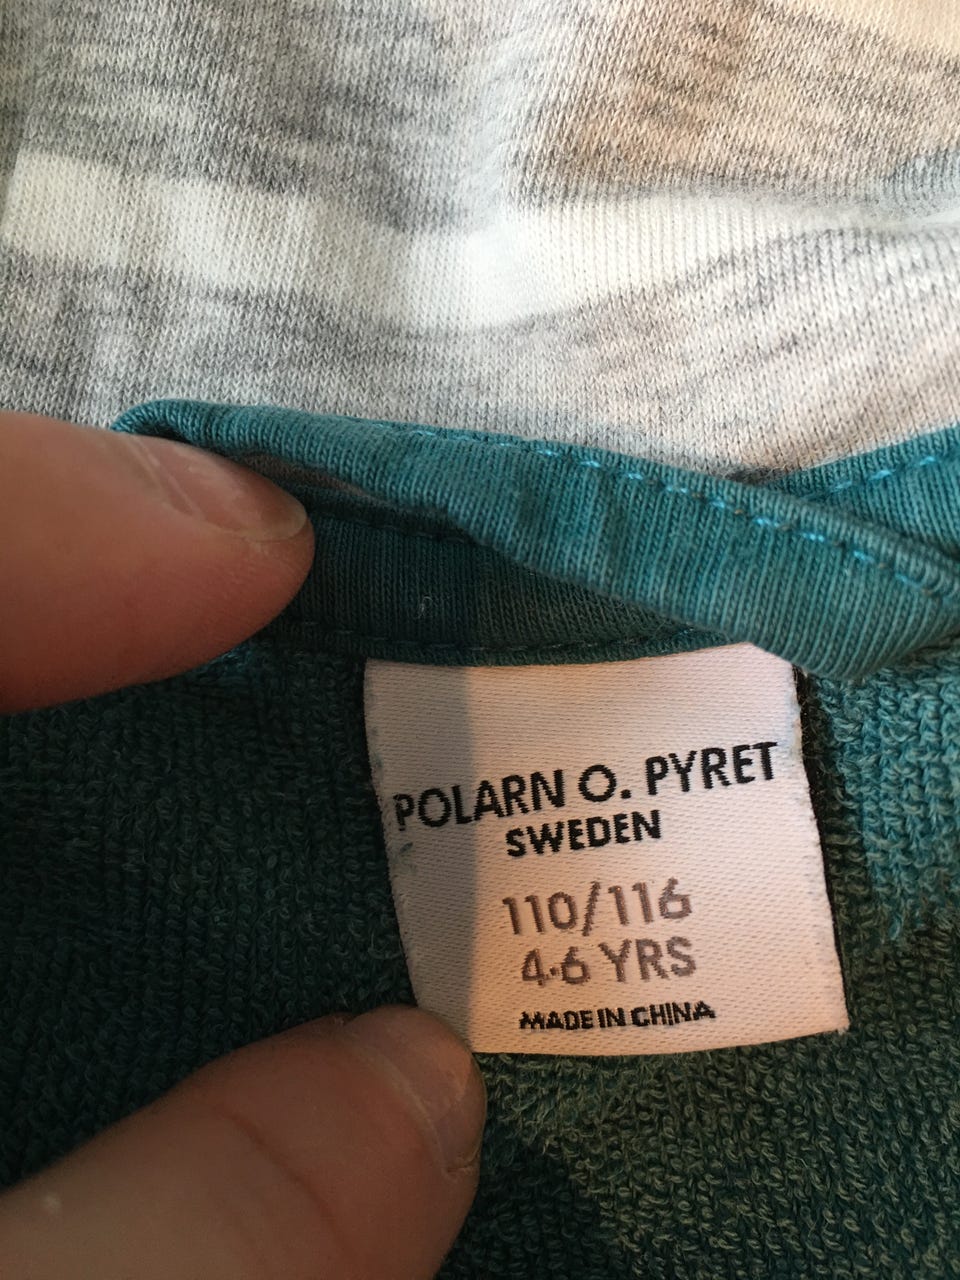 POLARN O. PYRET
SWEDEN
110/116
4-6 YRS
MADE IN CHINA